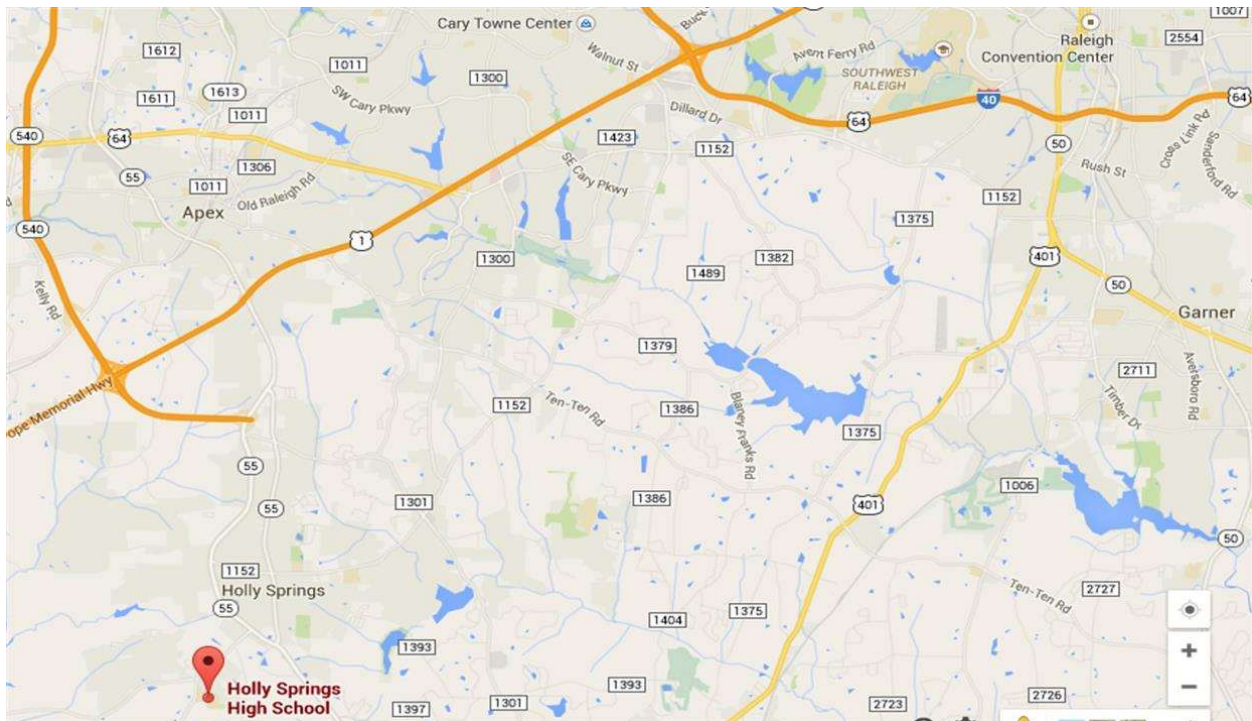 Cary Towne Center
Buck
1007
Walnut St
Avent Ferry Rd
Raleigh
Convention Center
2554
1612
1011
1300
SOUTHWEST
RALEIGH
1611
1613
SW Cary Pkwy
1011
40
64
64
Dillard Dr
1423
1152
540
64
50
Cross Link Rd
Sanderford Rd
Rush St
55
1306
1011
Old Raleigh Rd
SE Cary Pkwy
1152
Apex
1375
540
1
401
1300
1489
1382
50
Kelly Rd
Garner
1379
2711
Aversboro Rd
ope Memorial Hwy
1152
Ten-Ten Rd
1386
Blaney Franks Rd
1375
Timber Dr
55
1006
1301
1386
401
55
50
1152
Holly Springs
Ten-Ten Rd
2727
55
1404
1375
1393
Holly Springs
High School
1393
1397
1301
2723
2726